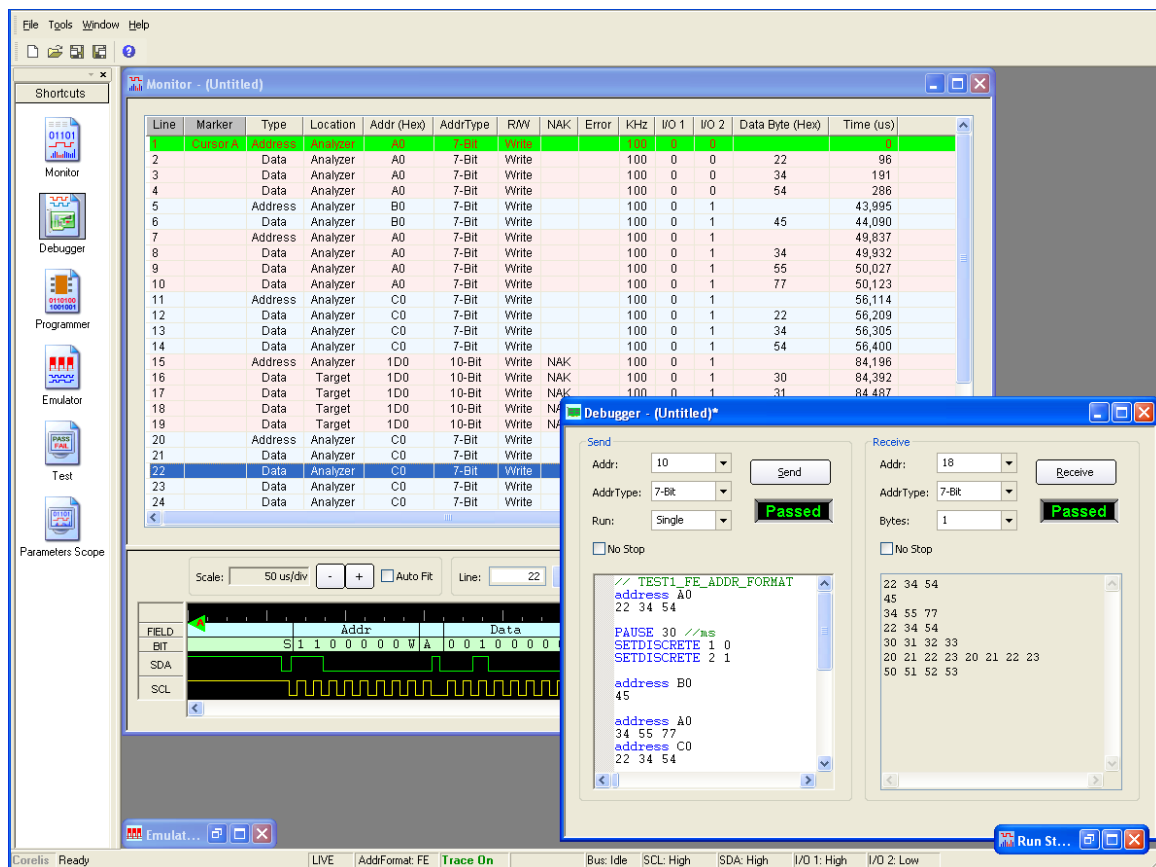 File Tools Window Help
Shortcuts
Monitor
Debugger
Programmer
Emulator
Test
Parameters Scope
Monitor - (Untitled)
Line Marker Type Location Addr (Hex) AddrType R/W NAK Error KHz I/O 1 I/O 2 Data Byte (Hex) Time (us)
1 Cursor A Address Analyzer A0 7-Bit Write 100 0 0 0
2 Data Analyzer A0 7-Bit Write 100 0 0 22 96
3 Data Analyzer A0 7-Bit Write 100 0 0 34 191
4 Data Analyzer A0 7-Bit Write 100 0 0 54 286
5 Address Analyzer B0 7-Bit Write 100 0 1 43,995
6 Data Analyzer B0 7-Bit Write 100 0 1 45 44,090
7 Address Analyzer A0 7-Bit Write 100 0 1 49,837
8 Data Analyzer A0 7-Bit Write 100 0 1 34 49,932
9 Data Analyzer A0 7-Bit Write 100 0 1 55 50,027
10 Data Analyzer A0 7-Bit Write 100 0 1 77 50,123
11 Address Analyzer C0 7-Bit Write 100 0 1 56,114
12 Data Analyzer C0 7-Bit Write 100 0 1 22 56,209
13 Data Analyzer C0 7-Bit Write 100 0 1 34 56,305
14 Data Analyzer C0 7-Bit Write 100 0 1 54 56,400
15 Address Analyzer 1D0 10-Bit Write NAK 100 0 1 84,196
16 Data Target 1D0 10-Bit Write NAK 100 0 1 30 84,392
17 Data Target 1D0 10-Bit Write NAK 100 0 1 31 84,487
18 Data Target 1D0 10-Bit Write
19 Data Target 1D0 10-Bit Write
20 Address Analyzer C0 7-Bit Write
21 Data Analyzer C0 7-Bit Write
22 Data Analyzer C0 7-Bit Write
23 Data Analyzer C0 7-Bit Write
24 Data Analyzer C0 7-Bit Write
Scale: 50 us/div - + Auto Fit Line: 22
A
FIELD Addr Data
BIT S 1 1 0 0 0 0 0 W A 0 0 1 0 0 0
SDA
SCL
Debugger - (Untitled)*
Send
Addr: 10 Send
AddrType: 7-Bit
Run: Single Passed
No Stop
// TEST1_FE_ADDR_FORMAT
address A0
22 34 54
PAUSE 30 //ms
SETDISCRETE 1 0
SETDISCRETE 2 1
address B0
45
address A0
34 55 77
address C0
22 34 54
Receive
Addr: 18 Receive
AddrType: 7-Bit
Bytes: 1 Passed
No Stop
22 34 54
45
34 55 77
22 34 54
30 31 32 33
20 21 22 23 20 21 22 23
50 51 52 53
Emulat...
Run St...
Corelis Ready LIVE AddrFormat: FE Trace On Bus: Idle SCL: High SDA: High I/O 1: High I/O 2: Low